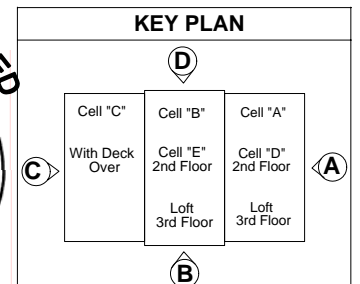 KEY PLAN
D
Cell "C"
With Deck
Over
Cell "B"
Cell "E"
2nd Floor
Loft
3rd Floor
Cell "A"
Cell "D"
2nd Floor
Loft
3rd Floor
C
A
B
ED